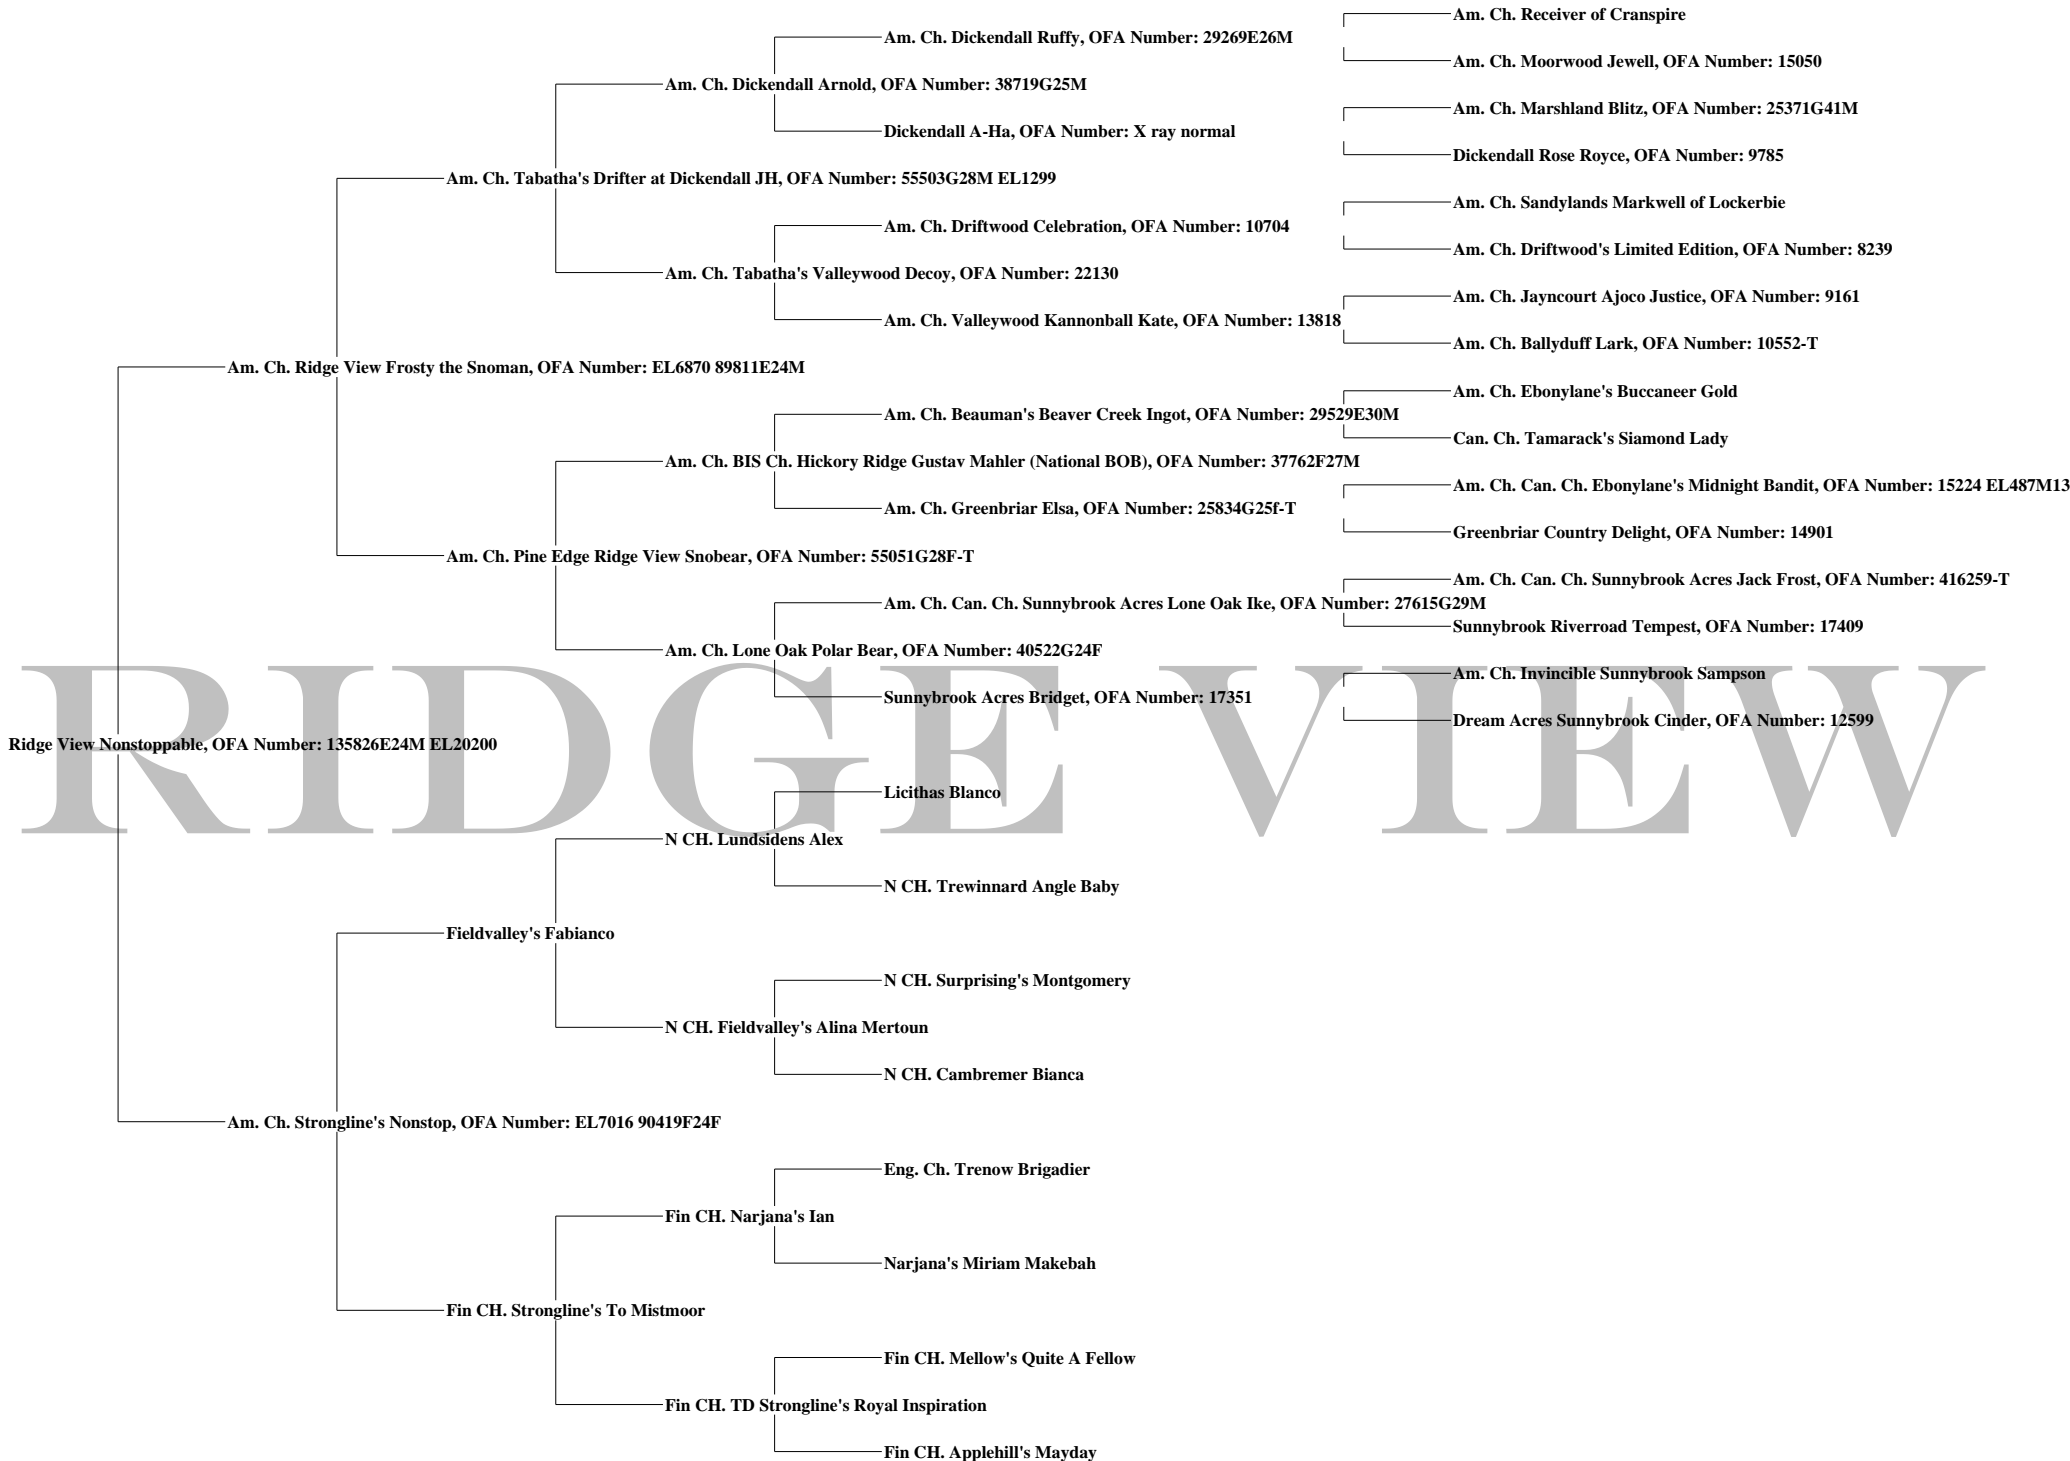 Am. Ch. Receiver of Cranspire
Am. Ch. Dickendall Ruffy, OFA Number: 29269E26M
Am. Ch. Moorwood Jewell, OFA Number: 15050
Am. Ch. Dickendall Arnold, OFA Number: 38719G25M
Am. Ch. Marshland Blitz, OFA Number: 25371G41M
Dickendall A-Ha, OFA Number: X ray normal
Dickendall Rose Royce, OFA Number: 9785
Am. Ch. Tabatha's Drifter at Dickendall JH, OFA Number: 55503G28M EL1299
Am. Ch. Sandylands Markwell of Lockerbie
Am. Ch. Driftwood Celebration, OFA Number: 10704
Am. Ch. Driftwood's Limited Edition, OFA Number: 8239
Am. Ch. Tabatha's Valleywood Decoy, OFA Number: 22130
Am. Ch. Jayncourt Ajoco Justice, OFA Number: 9161
Am. Ch. Valleywood Kannonball Kate, OFA Number: 13818
Am. Ch. Ballyduff Lark, OFA Number: 10552-T
Am. Ch. Ridge View Frosty the Snoman, OFA Number: EL6870 89811E24M
Am. Ch. Ebonylane's Buccaneer Gold
Am. Ch. Beauman's Beaver Creek Ingot, OFA Number: 29529E30M
Can. Ch. Tamarack's Siamond Lady
Am. Ch. BIS Ch. Hickory Ridge Gustav Mahler (National BOB), OFA Number: 37762F27M
Am. Ch. Can. Ch. Ebonylane's Midnight Bandit, OFA Number: 15224 EL487M13
Am. Ch. Greenbriar Elsa, OFA Number: 25834G25f-T
Greenbriar Country Delight, OFA Number: 14901
Am. Ch. Pine Edge Ridge View Snobear, OFA Number: 55051G28F-T
Am. Ch. Can. Ch. Sunnybrook Acres Jack Frost, OFA Number: 416259-T
Am. Ch. Can. Ch. Sunnybrook Acres Lone Oak Ike, OFA Number: 27615G29M
Sunnybrook Riverroad Tempest, OFA Number: 17409
Am. Ch. Lone Oak Polar Bear, OFA Number: 40522G24F
Am. Ch. Invincible Sunnybrook Sampson
Sunnybrook Acres Bridget, OFA Number: 17351
Dream Acres Sunnybrook Cinder, OFA Number: 12599
RIDGE VIEW
Ridge View Nonstoppable, OFA Number: 135826E24M EL20200
Licithas Blanco
N CH. Lundsidens Alex
N CH. Trewinnard Angle Baby
Fieldvalley's Fabianco
N CH. Surprising's Montgomery
N CH. Fieldvalley's Alina Mertoun
N CH. Cambremer Bianca
Am. Ch. Strongline's Nonstop, OFA Number: EL7016 90419F24F
Eng. Ch. Trenow Brigadier
Fin CH. Narjana's Ian
Narjana's Miriam Makebah
Fin CH. Strongline's To Mistmoor
Fin CH. Mellow's Quite A Fellow
Fin CH. TD Strongline's Royal Inspiration
Fin CH. Applehill's Mayday